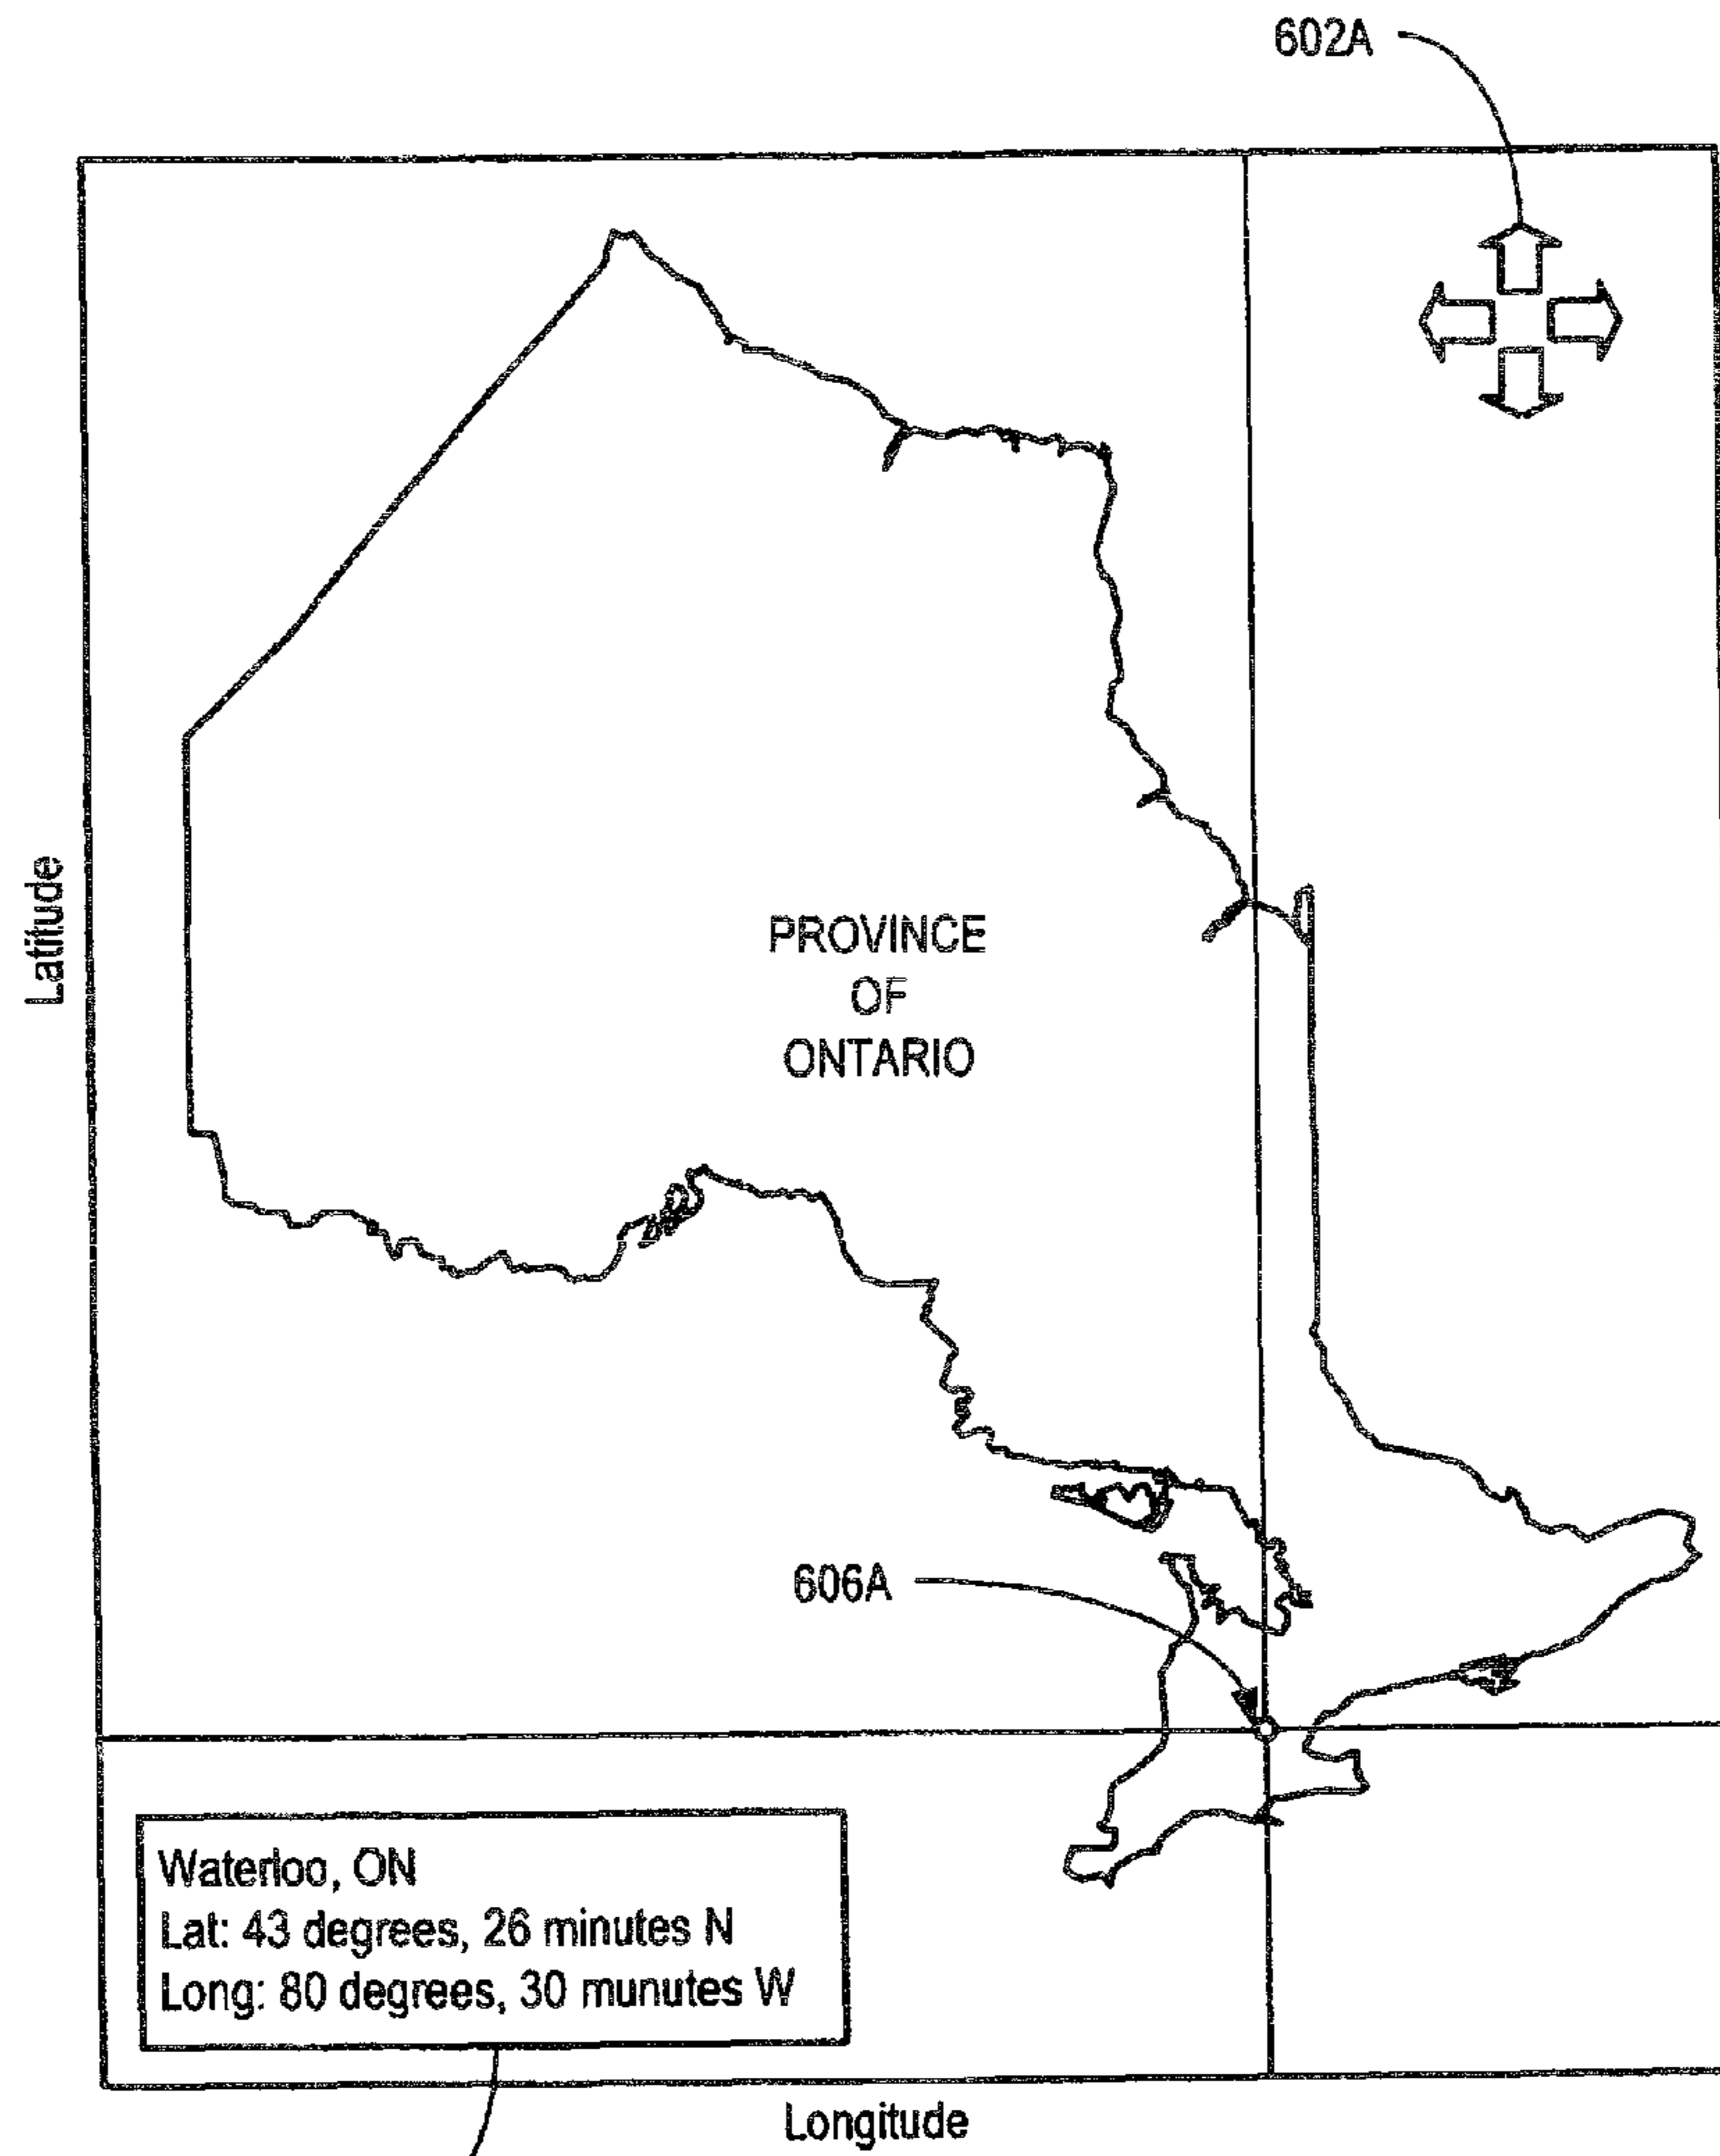 602A
Latitude
PROVINCE
OF
ONTARIO
606A
Waterloo, ON
Lat: 43 degrees, 26 minutes N
Long: 80 degrees, 30 munutes W
Longitude